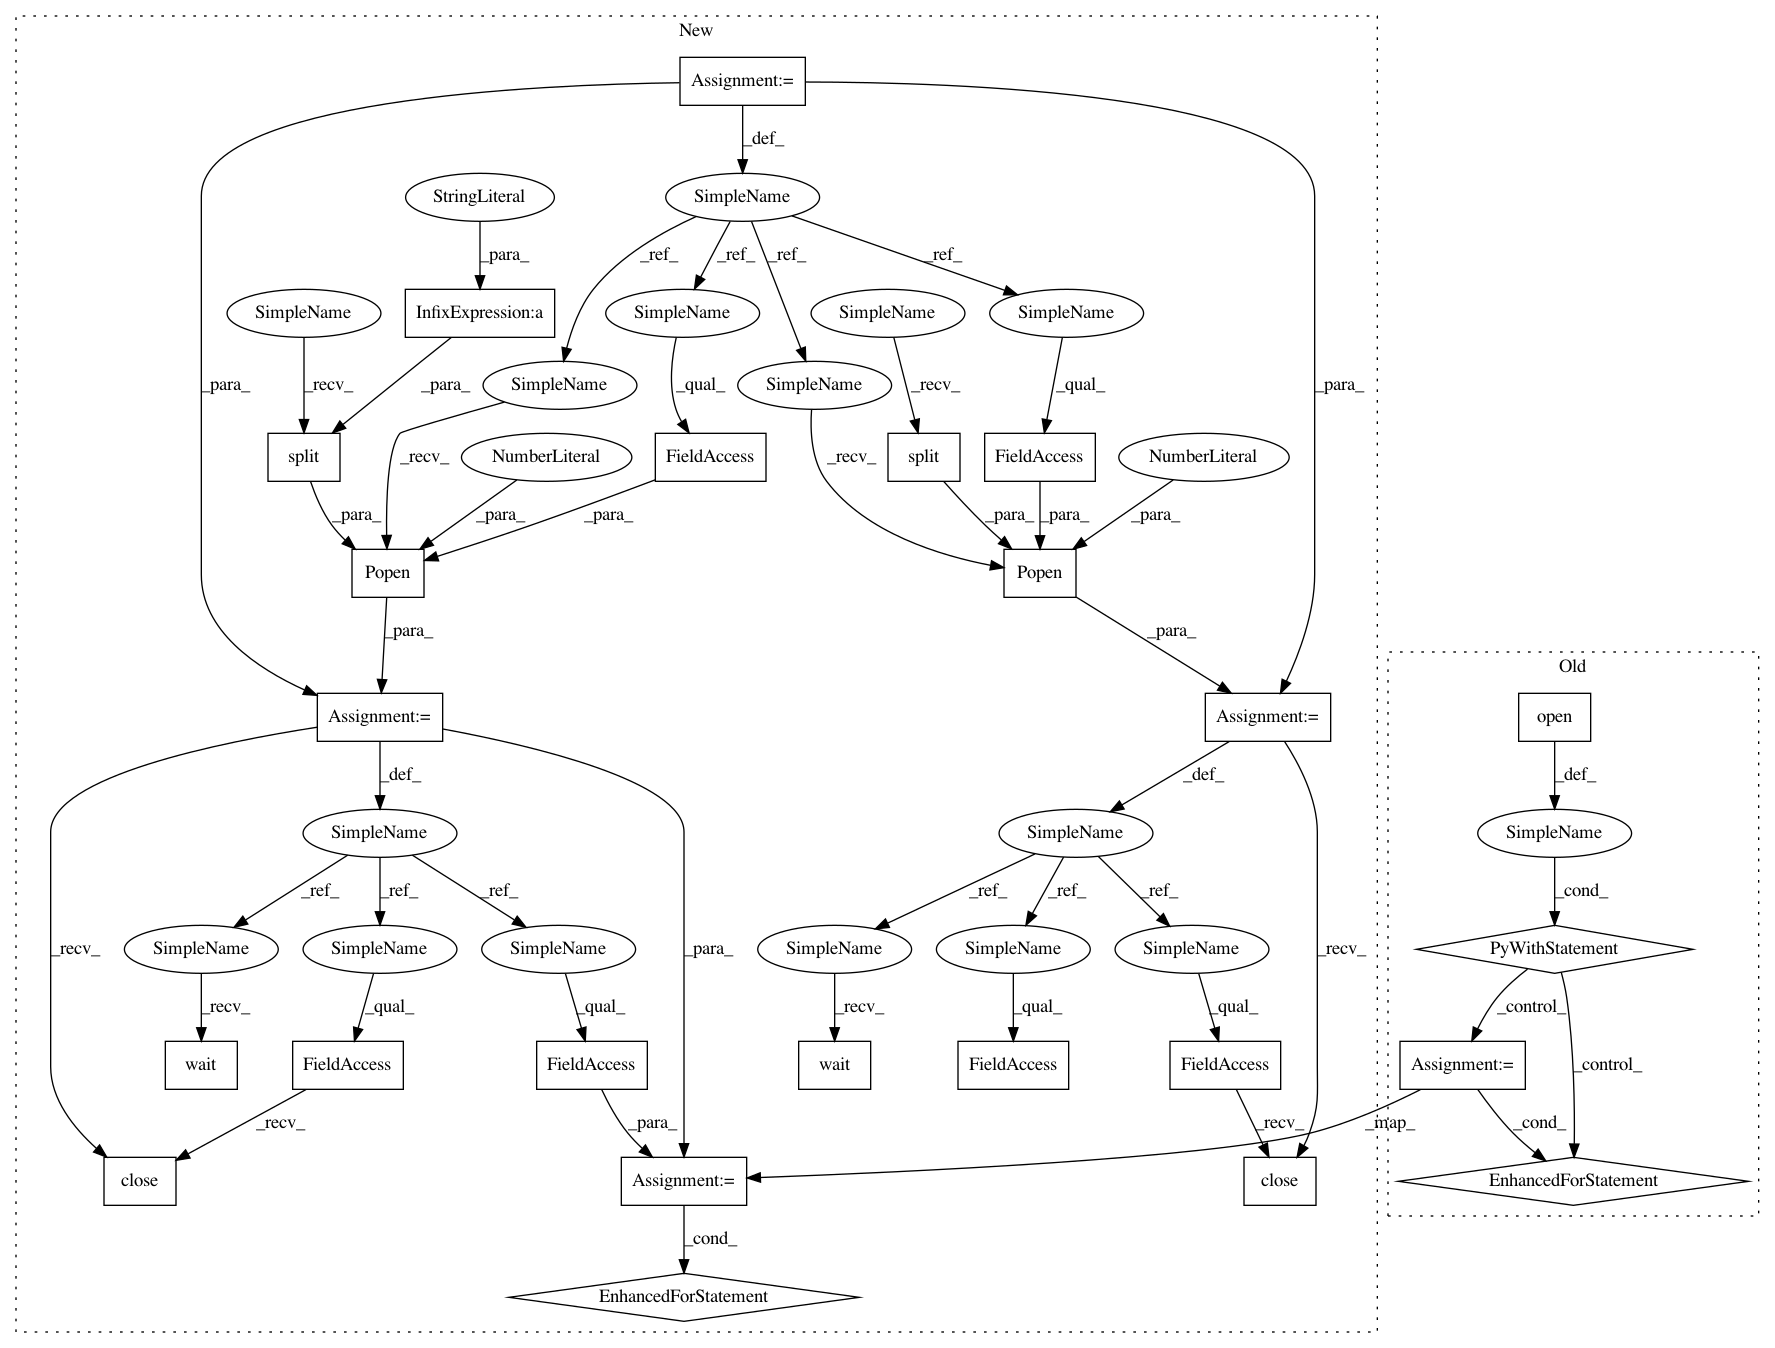 New
Assignment:=
_def_
StringLiteral
SimpleName
_para_
_ref_
_ref_
_ref_
_ref_
SimpleName
InfixExpression:a
SimpleName
SimpleName
SimpleName
_para_
_recv_
_para_
SimpleName
_qual_
SimpleName
_recv_
_qual_
_para_
split
_recv_
NumberLiteral
FieldAccess
_recv_
split
FieldAccess
NumberLiteral
_para_
_para_
_para_
_para_
_para_
_para_
Popen
Popen
_para_
_para_
Old
Assignment:=
Assignment:=
open
_def_
_def_
_def_
SimpleName
SimpleName
SimpleName
_ref_
_ref_
_ref_
_ref_
_ref_
_ref_
_cond_
_recv_
SimpleName
SimpleName
SimpleName
_para_
SimpleName
SimpleName
SimpleName
_recv_
PyWithStatement
_recv_
_qual_
_qual_
_recv_
_qual_
_qual_
_control_
wait
FieldAccess
FieldAccess
wait
FieldAccess
FieldAccess
Assignment:=
_control_
_recv_
_para_
_recv_
_map_
_cond_
close
Assignment:=
close
EnhancedForStatement
_cond_
EnhancedForStatement